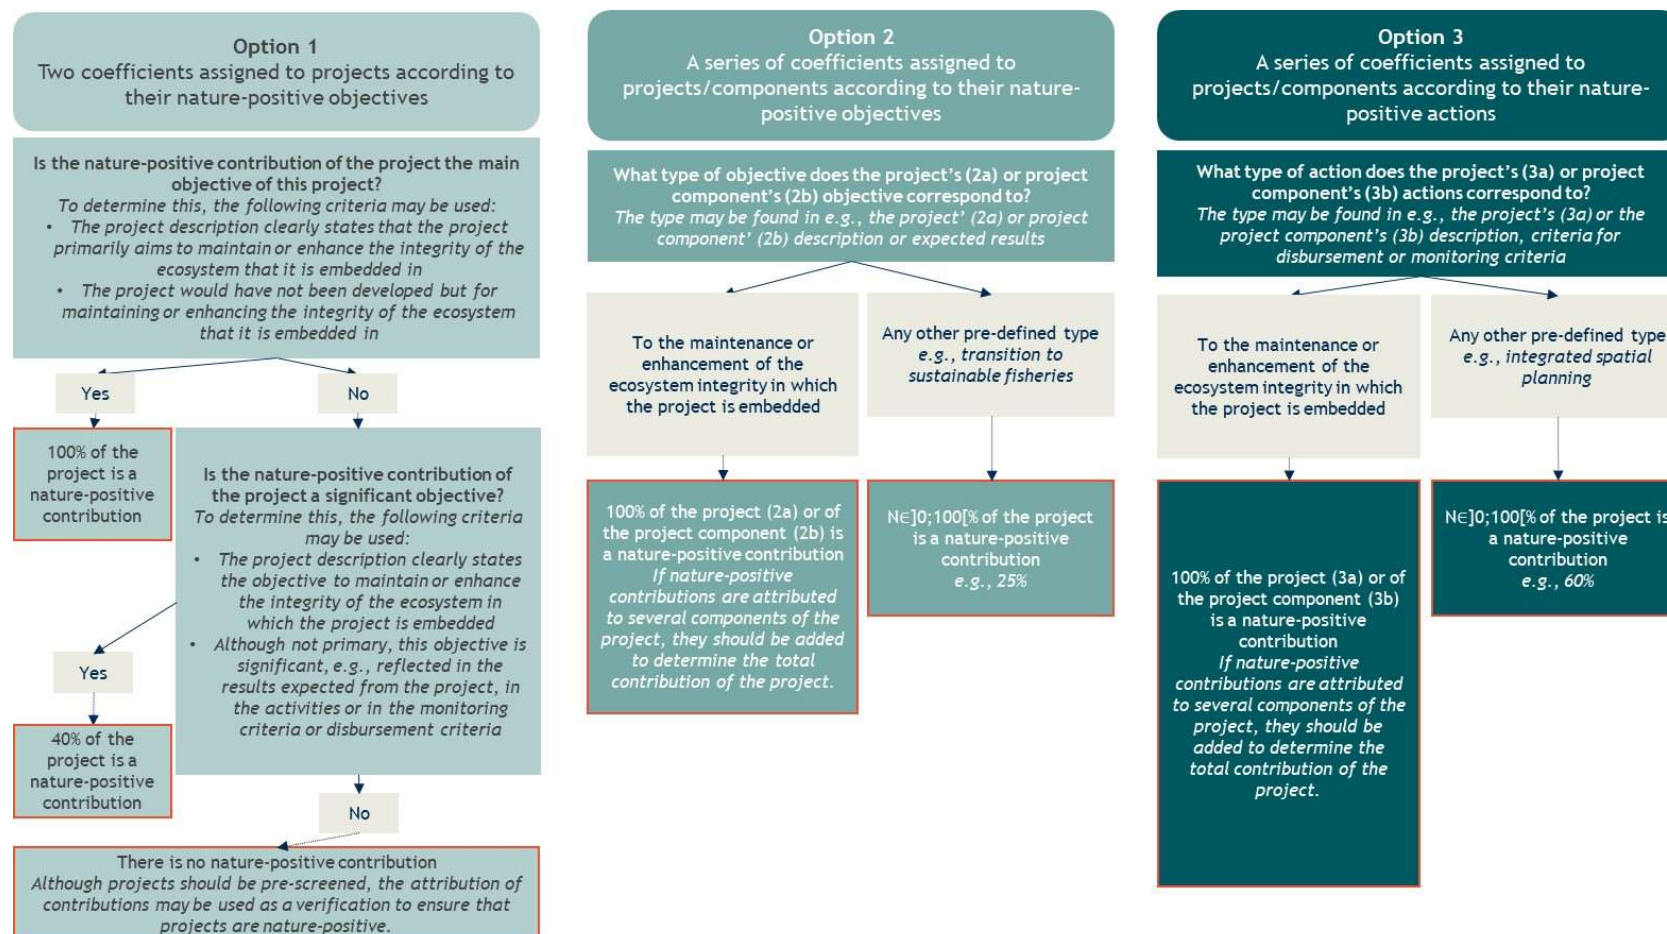 Option 1
Two coefficients assigned to projects according to
their nature-positive objectives
Is the nature-positive contribution of the project the main
objective of this project?
To determine this, the following criteria may be used:
• The project description clearly states that the project
primarily aims to maintain or enhance the integrity of the
ecosystem that it is embedded in
• The project would have not been developed but for
maintaining or enhancing the integrity of the ecosystem
that it is embedded in
Yes
No
100% of the
project is a
nature-positive
contribution
Is the nature-positive contribution of
the project a significant objective?
To determine this, the following criteria
may be used:
• The project description clearly states
the objective to maintain or enhance
the integrity of the ecosystem in
which the project is embedded
• Although not primary, this objective is
significant, e.g., reflected in the
results expected from the project, in
the activities or in the monitoring
criteria or disbursement criteria
Yes
40% of the
project is a
nature-positive
contribution
No
There is no nature-positive contribution
Although projects should be pre-screened, the attribution of
contributions may be used as a verification to ensure that
projects are nature-positive.
Option 2
A series of coefficients assigned to
projects/components according to their nature-
positive objectives
What type of objective does the project's (2a) or project
component's (2b) objective correspond to?
The type may be found in e.g., the project' (2a) or project
component' (2b) description or expected results
To the maintenance or
enhancement of the
ecosystem integrity in which
the project is embedded
Any other pre-defined type
e.g., transition to
sustainable fisheries
100% of the project (2a) or of
the project component (2b) is
a nature-positive contribution
If nature-positive
contributions are attributed
to several components of the
project, they should be added
to determine the total
contribution of the project.
N∈]0;100[% of the project
is a nature-positive
contribution
e.g., 25%
Option 3
A series of coefficients assigned to
projects/components according to their nature-
positive actions
What type of action does the project's (3a) or project
component's (3b) actions correspond to?
The type may be found in e.g., the project's (3a) or the
project component's (3b) description, criteria for
disbursement or monitoring criteria
To the maintenance or
enhancement of the
ecosystem integrity in which
the project is embedded
Any other pre-defined type
e.g., integrated spatial
planning
100% of the project (3a) or of
the project component (3b)
is a nature-positive
contribution
If nature-positive
contributions are attributed
to several components of the
project, they should be
added to determine the
total contribution of the
project.
N∈]0;100[% of the project is
a nature-positive
contribution
e.g., 60%